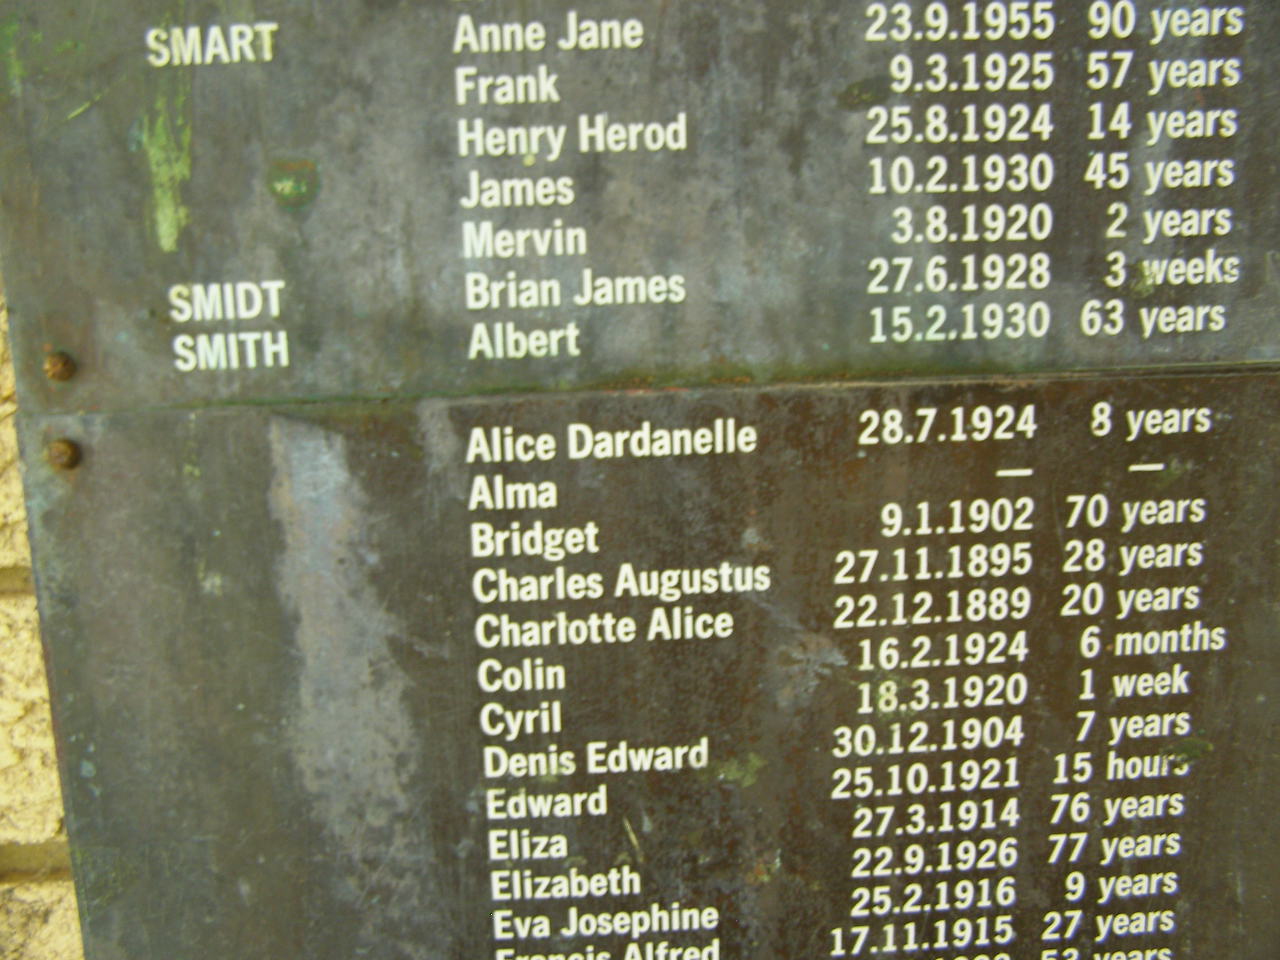 SMART Anne Jane 23.9.1955 90 years
Frank 9.3.1925 57 years
Henry Herod 25.8.1924 14 years
James 10.2.1930 45 years
Mervin 3.8.1920 2 years
SMIDT Brian James 27.6.1928 3 weeks
SMITH Albert 15.2.1930 63 years
Alice Dardanelle 28.7.1924 8 years
Alma — —
Bridget 9.1.1902 70 years
Charles Augustus 27.11.1895 28 years
Charlotte Alice 22.12.1889 20 years
Colin 16.2.1924 6 months
Cyril 18.3.1920 1 week
Denis Edward 30.12.1904 7 years
Edward 25.10.1921 15 hours
Eliza 27.3.1914 76 years
Elizabeth 22.9.1926 77 years
Eva Josephine 25.2.1916 9 years
Francis Alfred 17.11.1915 27 years
years